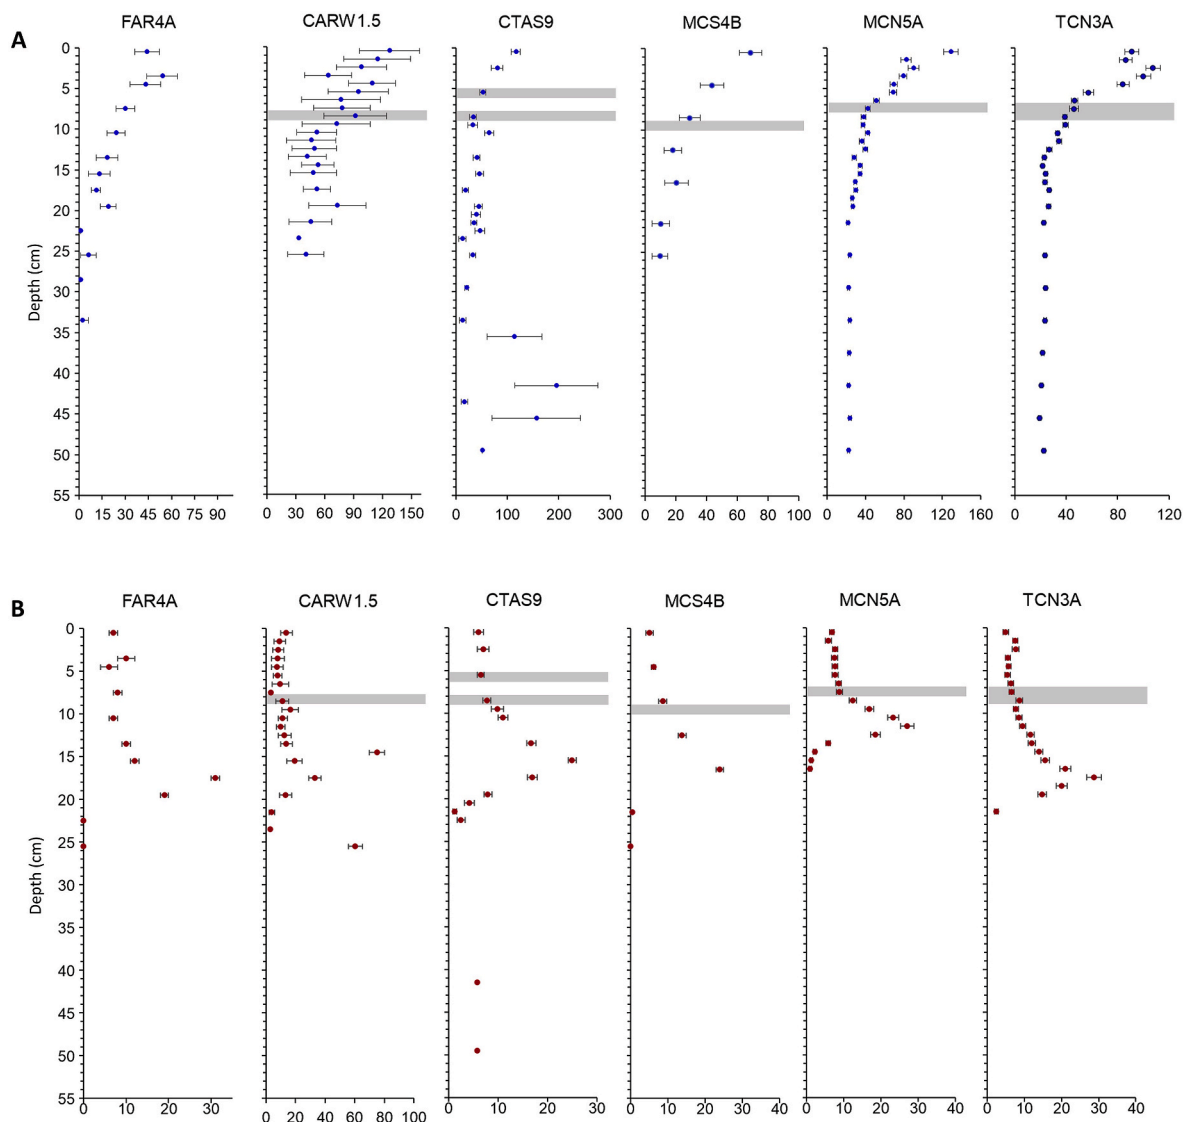 A
FAR4A CARW1.5 CTAS9 MCS4B MCN5A TCN3A
0
5
10
15
20
25
30
35
40
45
50
55
Depth (cm)
0 15 30 45 60 75 90
0 30 60 90 120 150
0 100 200 300
0 20 40 60 80 100
0 40 80 120 160
0 40 80 120
B
FAR4A CARW1.5 CTAS9 MCS4B MCN5A TCN3A
0
5
10
15
20
25
30
35
40
45
50
55
Depth (cm)
0 10 20 30
0 20 40 60 80 100
0 10 20 30
0 10 20 30 40
0 10 20 30 40
0 10 20 30 40